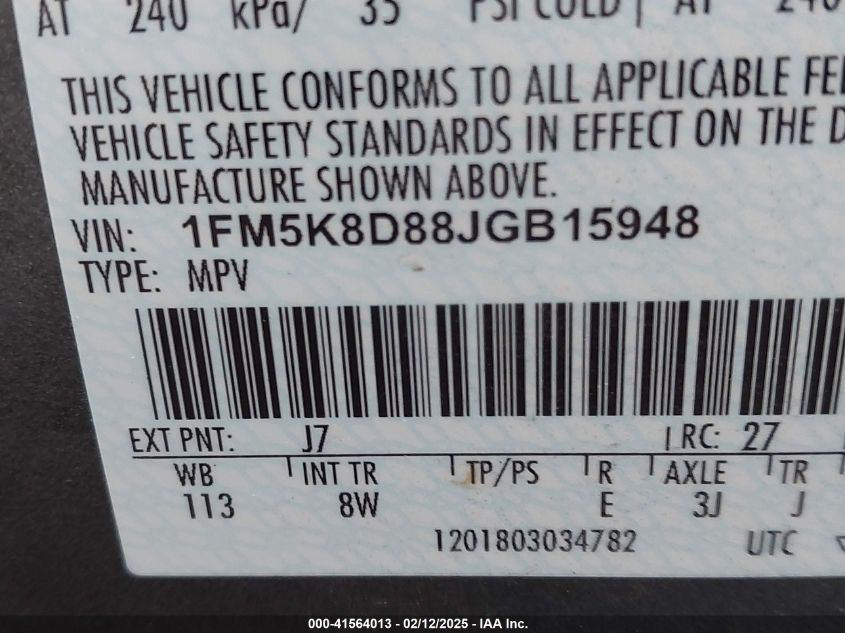 AT 240 kPa/ 35 PSI COLD | AT 240
THIS VEHICLE CONFORMS TO ALL APPLICABLE FE
VEHICLE SAFETY STANDARDS IN EFFECT ON THE D
MANUFACTURE SHOWN ABOVE.
VIN: 1FM5K8D88JGB15948
TYPE: MPV
EXT PNT: J7 RC: 27
WB INT TR TP/PS R AXLE TR
113 8W E 3J J
1201803034782 UTC
000-41564013 - 02/12/2025 - IAA Inc.